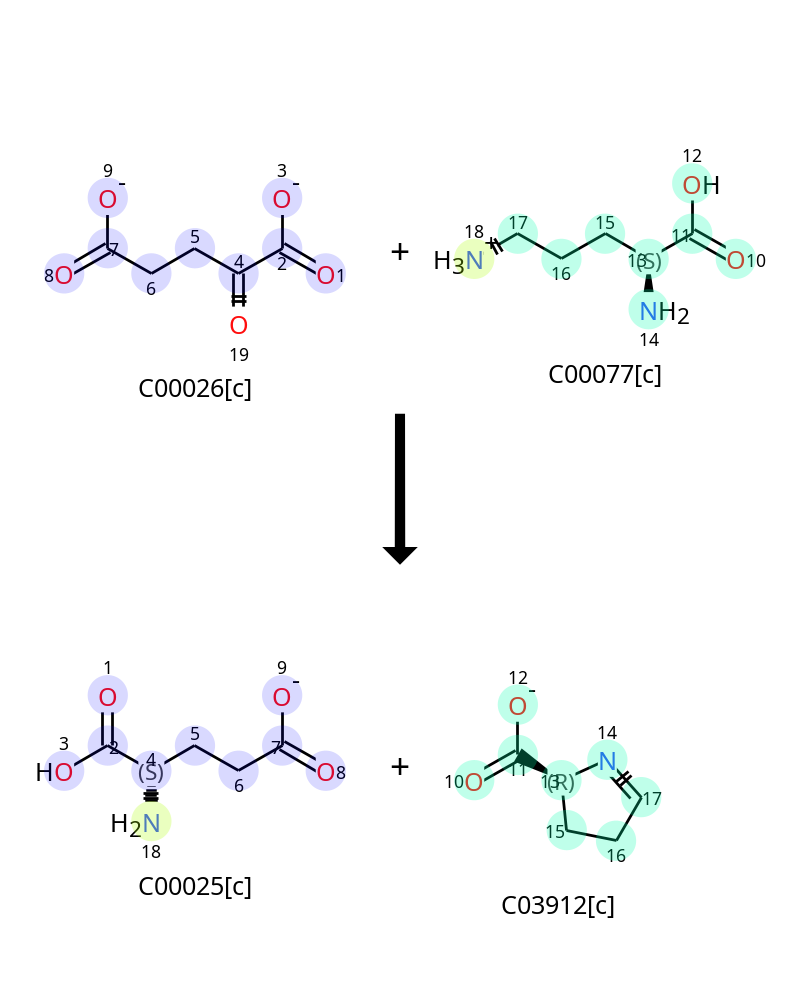 9 3 12
O- O- OH
18 17 15
5 4 7 2 11
H3N + 13 (S) O 10
8 O 6 O 1 16
NH2
O 14
19
C00026[c] + C00077[c]
1 9 12
O O- O-
3 2 4 5 7 14
HO (S) 6 O 8 + 11 N
10 O 13 (R) 17
H2N 15
18 16
C00025[c] C03912[c]